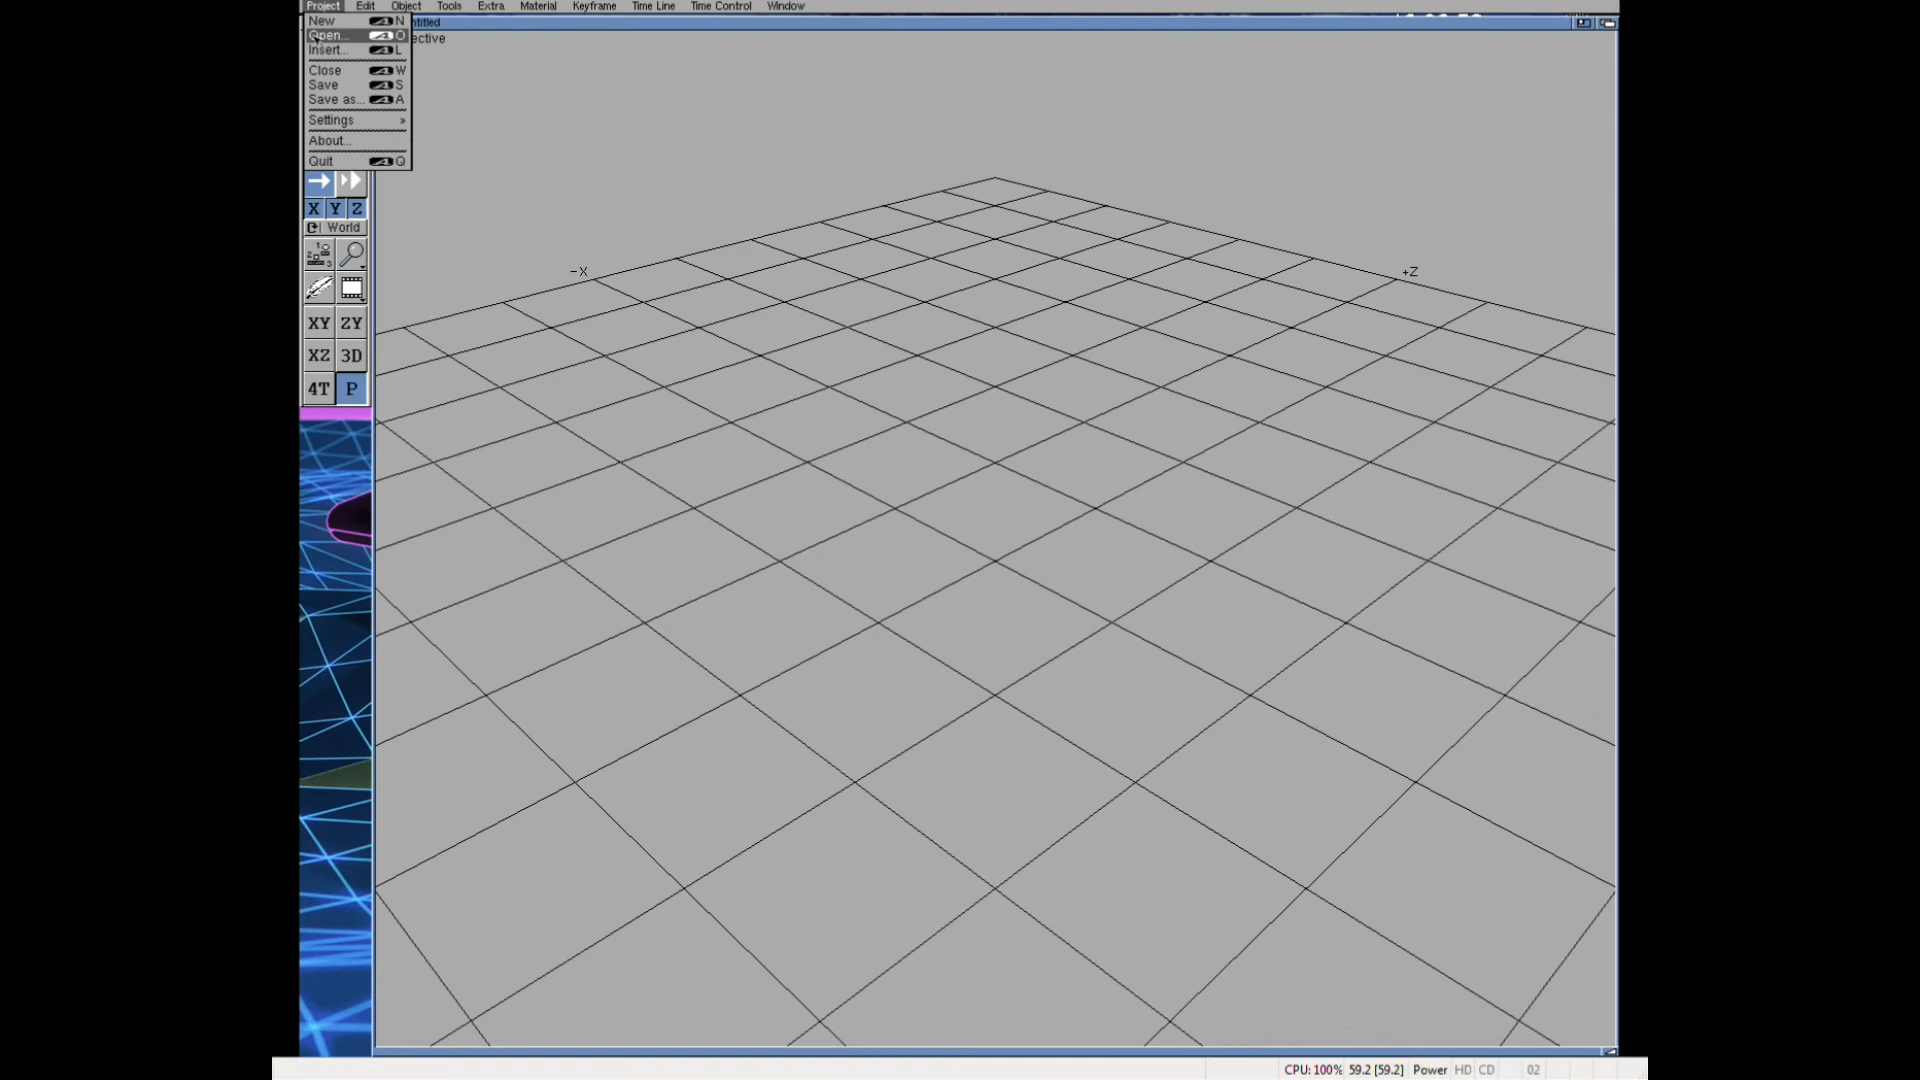 Project Edit Object Tools Extra Material Keyframe Time Line Time Control Window
New N
Open... O
Insert... L
Close W
Save S
Save as... A
Settings »
About...
Quit Q
X Y Z
World
XY ZY
XZ 3D
4T P
-X
+Z
CPU: 100% 59.2 [59.2] Power HD CD 02